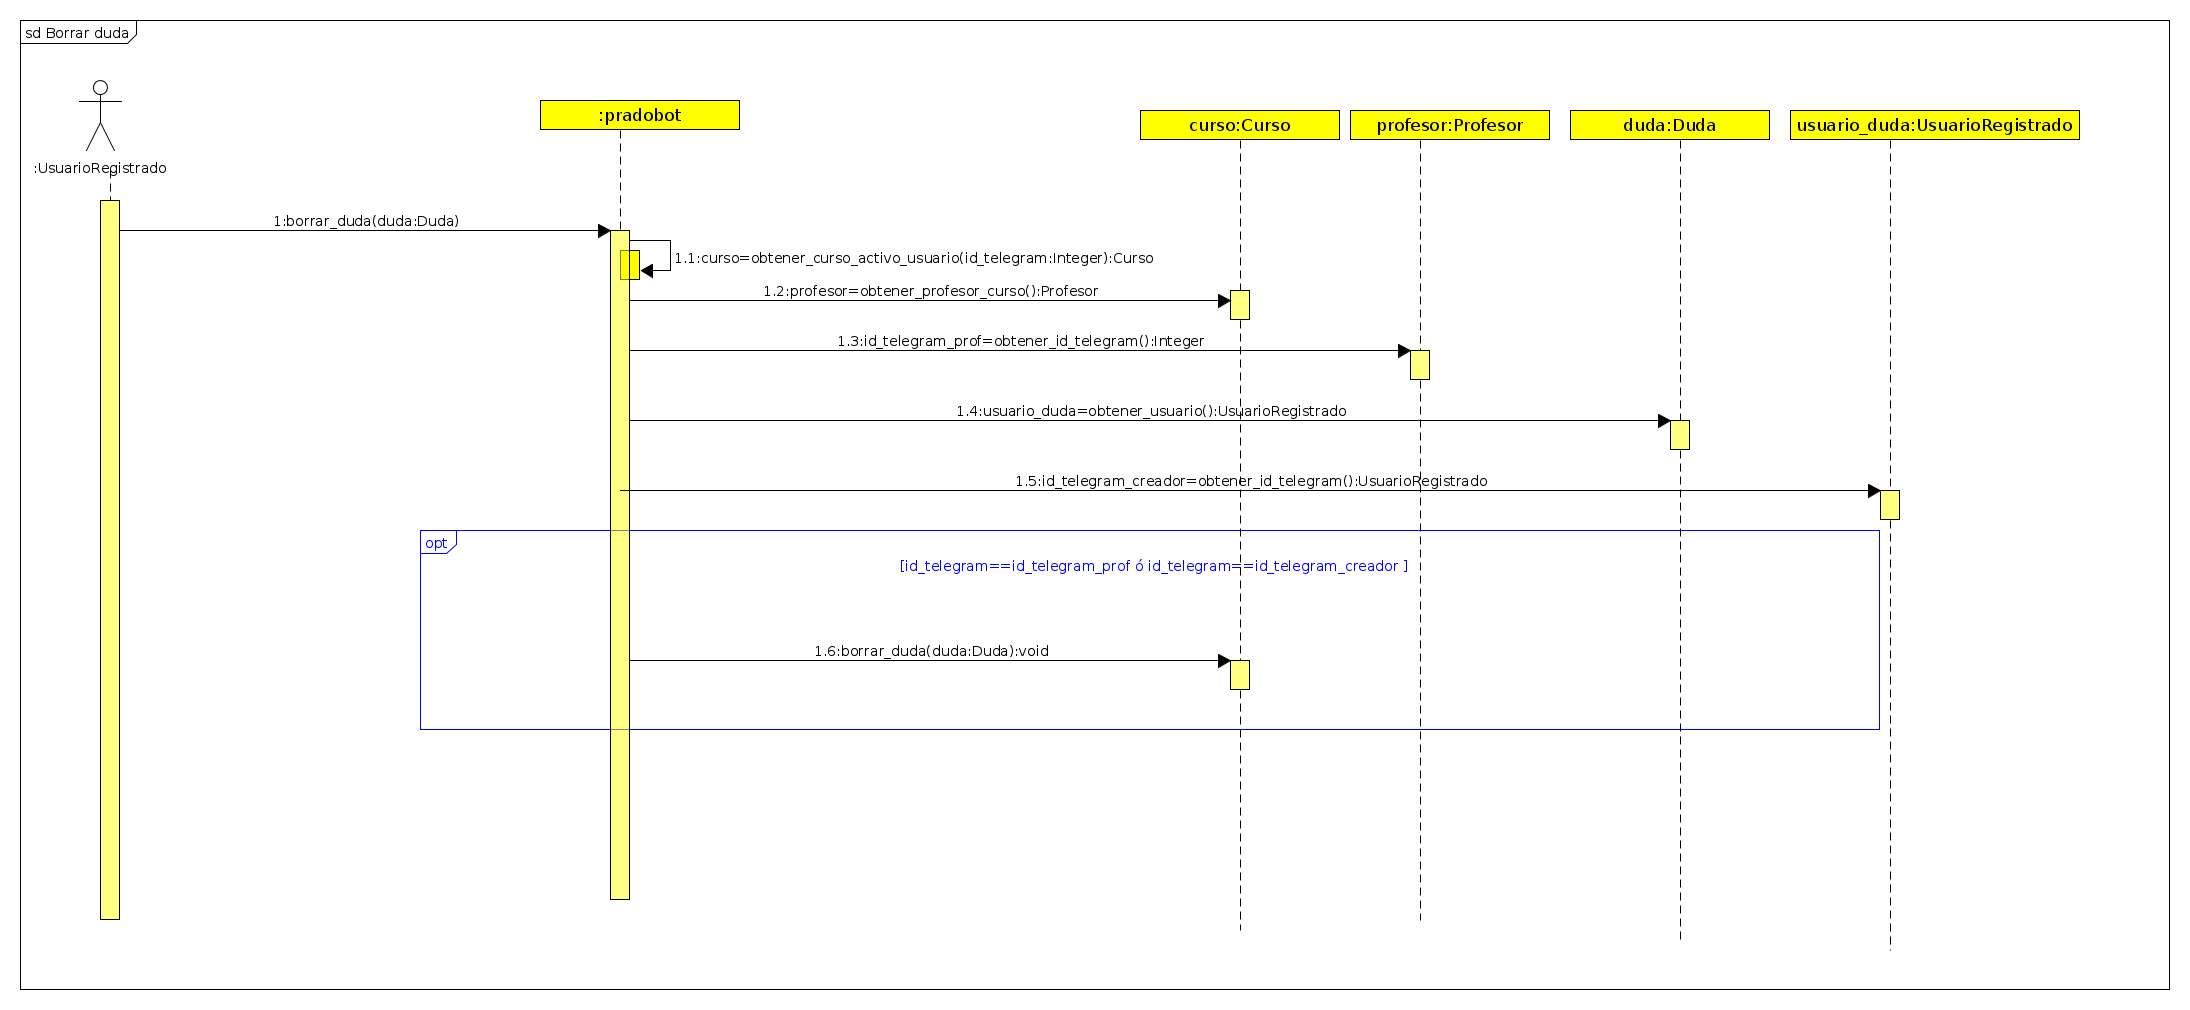 sd Borrar duda
:UsuarioRegistrado
:pradobot
curso:Curso
profesor:Profesor
duda:Duda
usuario_duda:UsuarioRegistrado
1:borrar_duda(duda:Duda)
1.1:curso=obtener_curso_activo_usuario(id_telegram:Integer):Curso
1.2:profesor=obtener_profesor_curso():Profesor
1.3:id_telegram_prof=obtener_id_telegram():Integer
1.4:usuario_duda=obtener_usuario():UsuarioRegistrado
1.5:id_telegram_creador=obtener_id_telegram():UsuarioRegistrado
opt
[id_telegram==id_telegram_prof ó id_telegram==id_telegram_creador ]
1.6:borrar_duda(duda:Duda):void